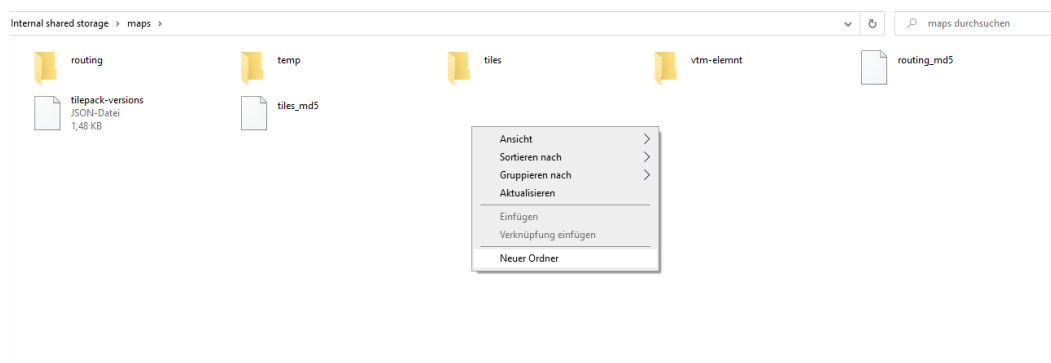 Internal shared storage > maps >
maps durchsuchen
routing
temp
tiles
vtm-elemnt
routing_md5
tilepack-versions
JSON-Datei
1,48 KB
tiles_md5
Ansicht
Sortieren nach
Gruppieren nach
Aktualisieren
Einfügen
Verknüpfung einfügen
Neuer Ordner